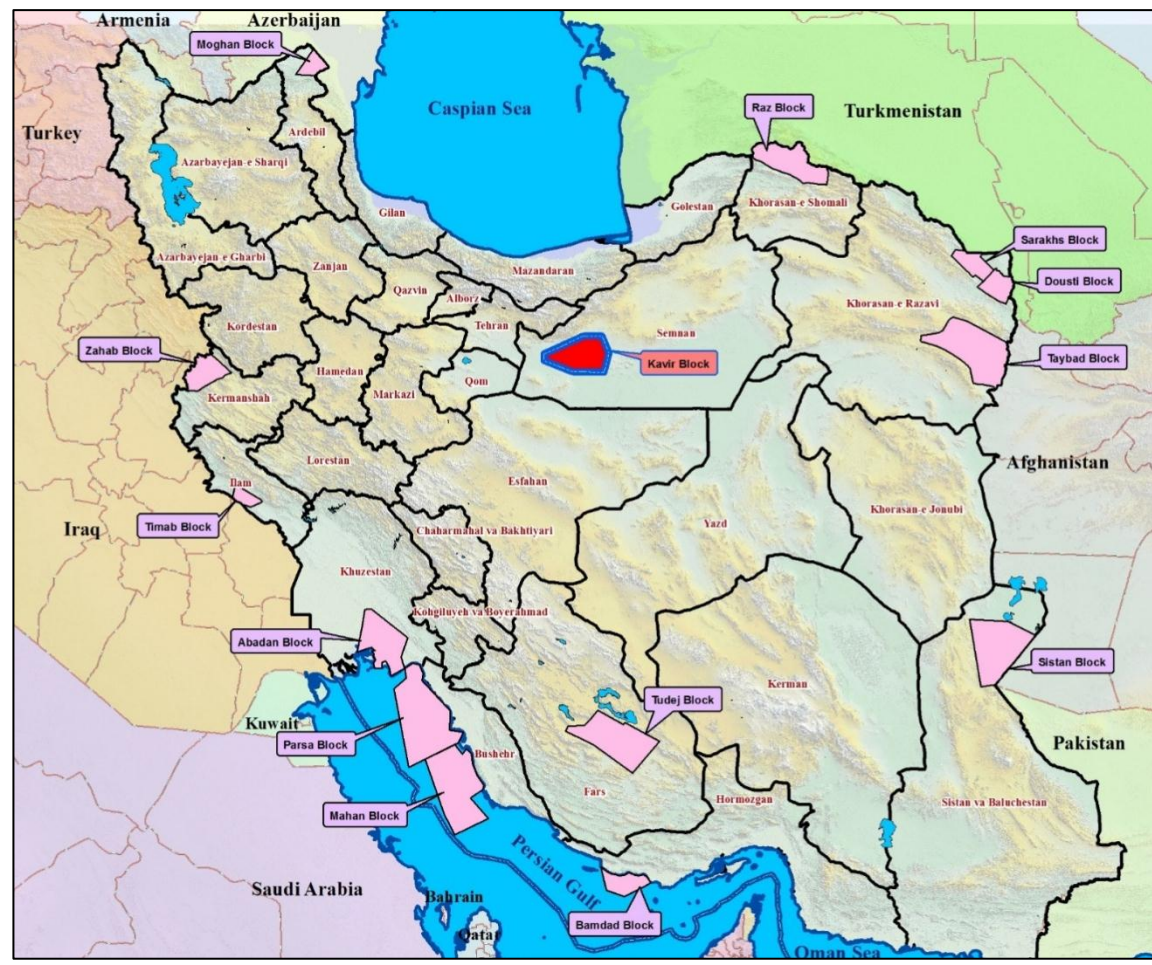 Armenia
Azerbaijan
Moghan Block
Caspian Sea
Raz Block
Turkmenistan
Turkey
Ardebil
Azarbayejan-e Sharqi
Khorasan-e Shomali
Golestan
Gilan
Sarakhs Block
Azarbayejan-e Gharbi
Zanjan
Mazandaran
Dousti Block
Qazvin
Alborz
Khorasan-e Razavi
Kordestan
Tehran
Semnan
Zahab Block
Kavir Block
Taybad Block
Hamedan
Qom
Kermanshah
Markazi
Lorestan
Afghanistan
Ilam
Esfahan
Khorasan-e Jonubi
Timab Block
Iraq
Chaharmahal va Bakhtiyari
Yazd
Khuzestan
Kohgiluyeh va Boyerahmad
Abadan Block
Sistan Block
Kerman
Tudej Block
Kuwait
Parsa Block
Bushehr
Pakistan
Fars
Hormozgan
Sistan va Baluchestan
Mahan Block
Persian Gulf
Saudi Arabia
Bahrain
Bamdad Block
Qatar
Oman Sea